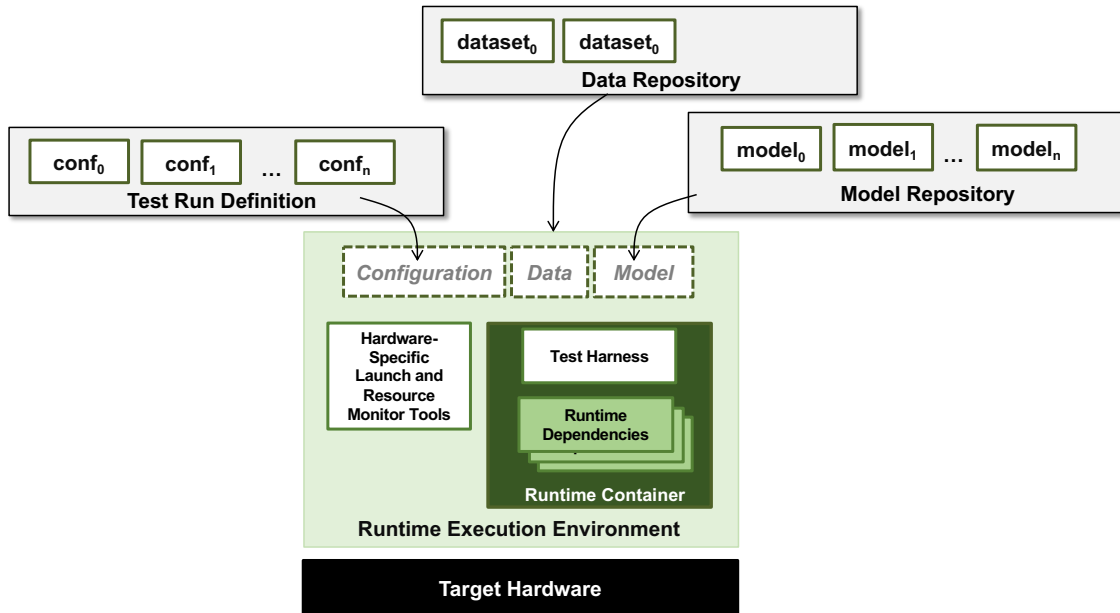 dataset₀ dataset₀
Data Repository
conf₀ conf₁ … confₙ
Test Run Definition
model₀ model₁ … modelₙ
Model Repository
Configuration Data Model
Hardware-
Specific
Launch and
Resource
Monitor Tools
Test Harness
Runtime
Dependencies
Runtime Container
Runtime Execution Environment
Target Hardware